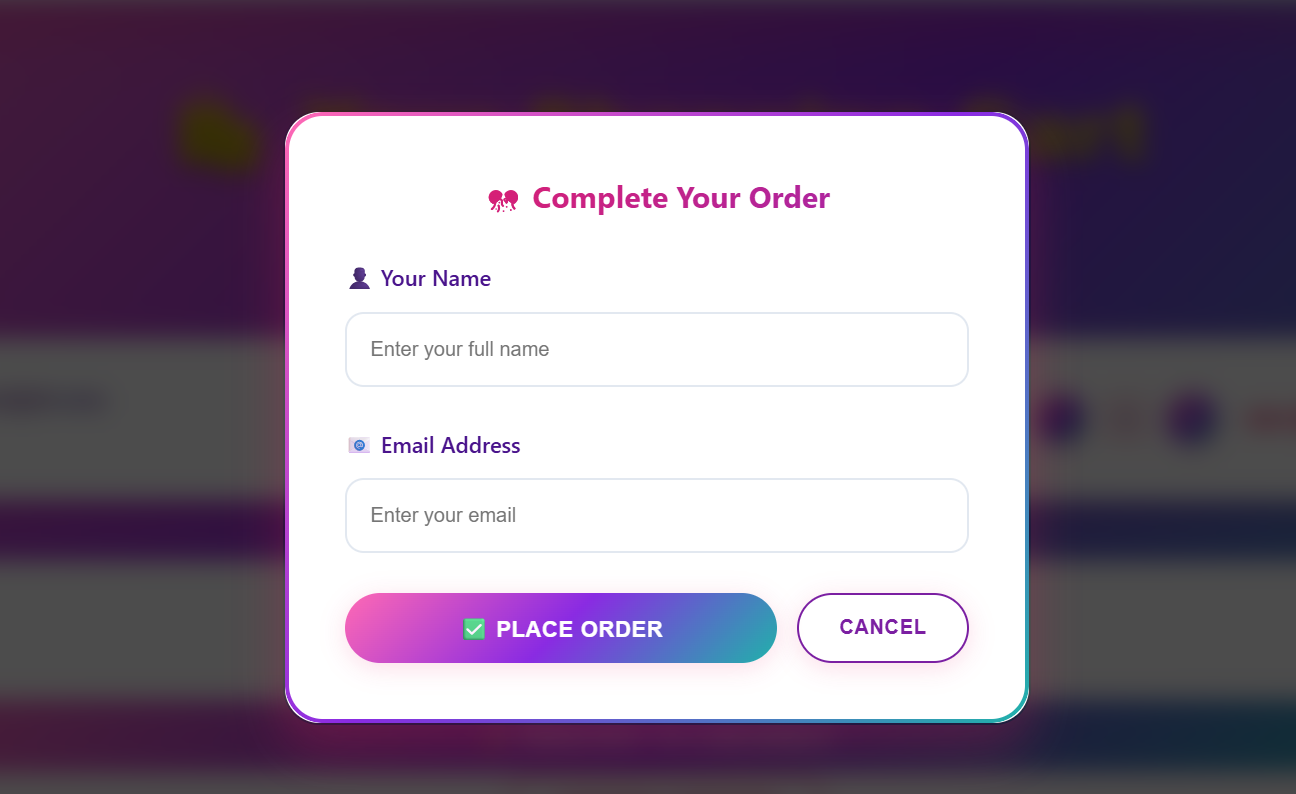 Complete Your Order
Your Name
Enter your full name
Email Address
Enter your email
PLACE ORDER
CANCEL